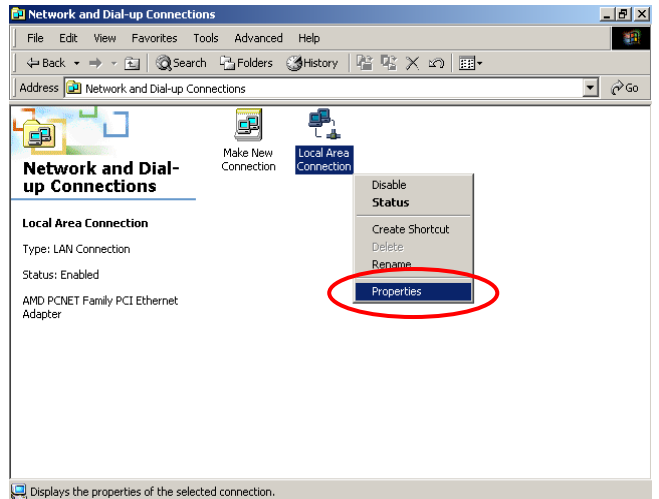 Network and Dial-up Connections
File Edit View Favorites Tools Advanced Help
Back Search Folders History
Address Network and Dial-up Connections Go
Network and Dial-
up Connections
Local Area Connection
Type: LAN Connection
Status: Enabled
AMD PCNET Family PCI Ethernet
Adapter
Make New
Connection
Local Area
Connection
Disable
Status
Create Shortcut
Delete
Rename
Properties
Displays the properties of the selected connection.